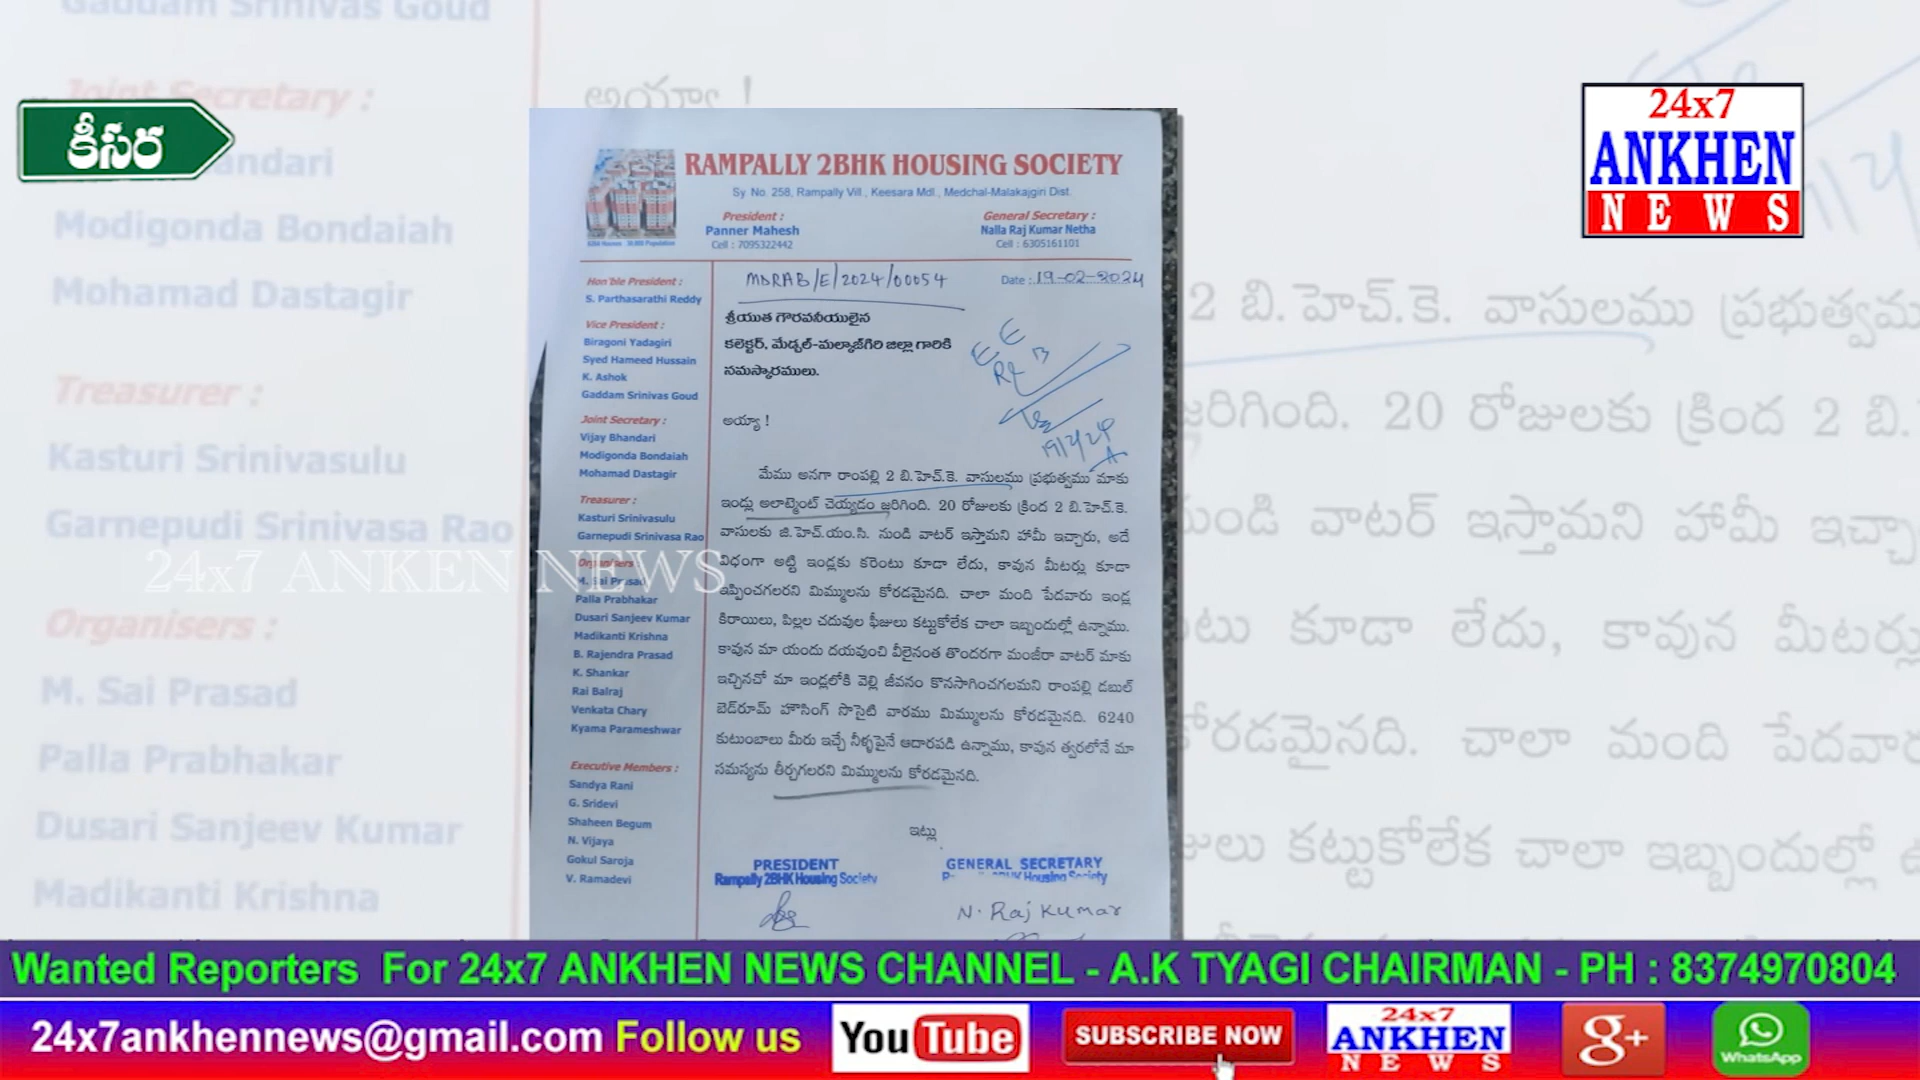 కీసర
24x7
ANKHEN
NEWS
RAMPALLY 2BHK HOUSING SOCIETY
Sy. No. 258, Rampally Vill., Keesara Mdl., Medchal-Malakajgiri Dist.
President :
Panner Mahesh
Cell : 7095322442
General Secretary :
Nalla Raj Kumar Netha
Cell : 6305161101
Hon'ble President :
S. Parthasarathi Reddy
Vice President :
Biragoni Yadagiri
Syed Hameed Hussain
K. Ashok
Gaddam Srinivas Goud
Joint Secretary :
Vijay Bhandari
Modigonda Bondaiah
Mohamad Dastagir
Treasurer :
Kasturi Srinivasulu
Garnepudi Srinivasa Rao
Organisers :
M. Sai Prasad
Palla Prabhakar
Dusari Sanjeev Kumar
Madikanti Krishna
B. Rajendra Prasad
K. Shankar
Rai Balraj
Venkata Chary
Kyama Parameshwar
Executive Members :
Sandya Rani
G. Sridevi
Shaheen Begum
N. Vijaya
Gokul Saroja
V. Ramadevi
MDRAB/E/2024/00054
Date : 19-02-2024
శ్రీయుత గౌరవనీయులైన
కలెక్టర్, మేడ్చల్-మల్కాజ్‌గిరి జిల్లా గారికి
నమస్కారములు.
అయ్యా !
మేము అనగా రాంపల్లి 2 బి.హెచ్.కె. వాసులము ప్రభుత్వము మాకు
ఇండ్లు అలాట్మెంట్ చెయ్యడం జరిగింది. 20 రోజులకు క్రింద 2 బి.హెచ్.కె.
వాసులకు జి.హెచ్.యం.సి. నుండి వాటర్ ఇస్తామని హామీ ఇచ్చారు, అదే
విధంగా అట్టి ఇండ్లకు కరెంటు కూడా లేదు, కావున మీటర్లు కూడా
ఇప్పించగలరని మిమ్ములను కోరడమైనది. చాలా మంది పేదవారు ఇండ్ల
కిరాయిలు, పిల్లల చదువుల ఫీజులు కట్టుకోలేక చాలా ఇబ్బందుల్లో ఉన్నాము.
కావున మా యందు దయవుంచి వీలైనంత తొందరగా మంజీరా వాటర్ మాకు
ఇచ్చినచో మా ఇండ్లలోకి వెల్లి జీవనం కొనసాగించగలమని రాంపల్లి డబుల్
బెడ్‌రూమ్ హౌసింగ్ సొసైటి వారము మిమ్ములను కోరడమైనది. 6240
కుటుంబాలు మీరు ఇచ్చే నీళ్ళపైనే ఆదారపడి ఉన్నాము, కావున త్వరలోనే మా
సమస్యను తీర్చగలరని మిమ్ములను కోరడమైనది.
ఇట్లు
PRESIDENT
Rampally 2BHK Housing Society
GENERAL SECRETARY
Housing Society
N. Raj Kumar
24x7 ANKEN NEWS
Wanted Reporters For 24x7 ANKHEN NEWS CHANNEL - A.K TYAGI CHAIRMAN - PH : 8374970804
24x7ankhennews@gmail.com Follow us YouTube SUBSCRIBE NOW
24x7
ANKHEN
NEWS
g+
WhatsApp